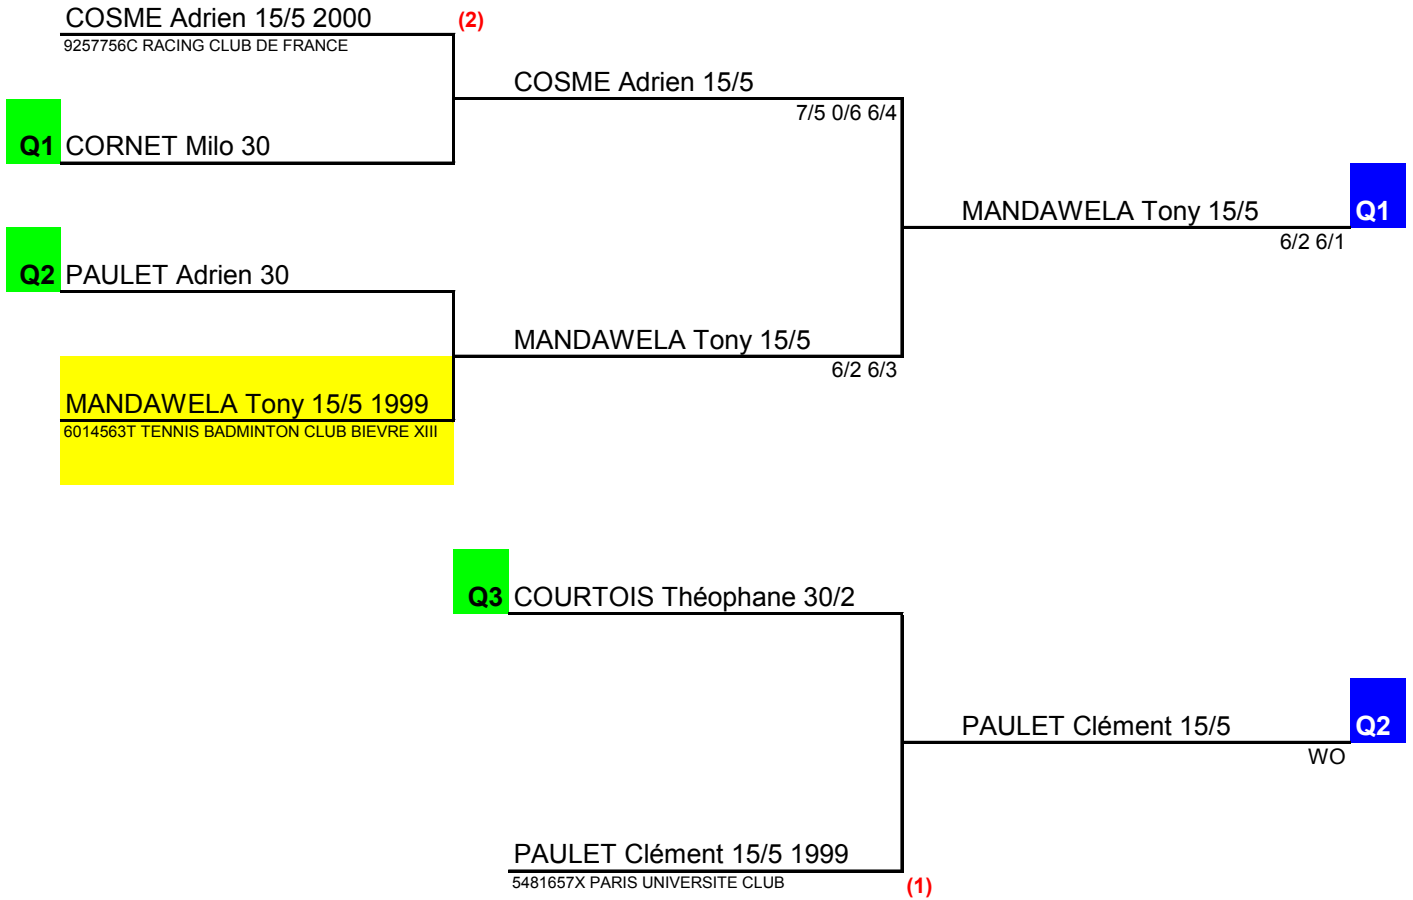 COSME Adrien 15/5 2000 (2)
9257756C RACING CLUB DE FRANCE
COSME Adrien 15/5
7/5 0/6 6/4
Q1 CORNET Milo 30
MANDAWELA Tony 15/5 Q1
6/2 6/1
Q2 PAULET Adrien 30
MANDAWELA Tony 15/5
6/2 6/3
MANDAWELA Tony 15/5 1999
6014563T TENNIS BADMINTON CLUB BIEVRE XIII
Q3 COURTOIS Théophane 30/2
PAULET Clément 15/5 Q2
WO
PAULET Clément 15/5 1999
5481657X PARIS UNIVERSITE CLUB (1)